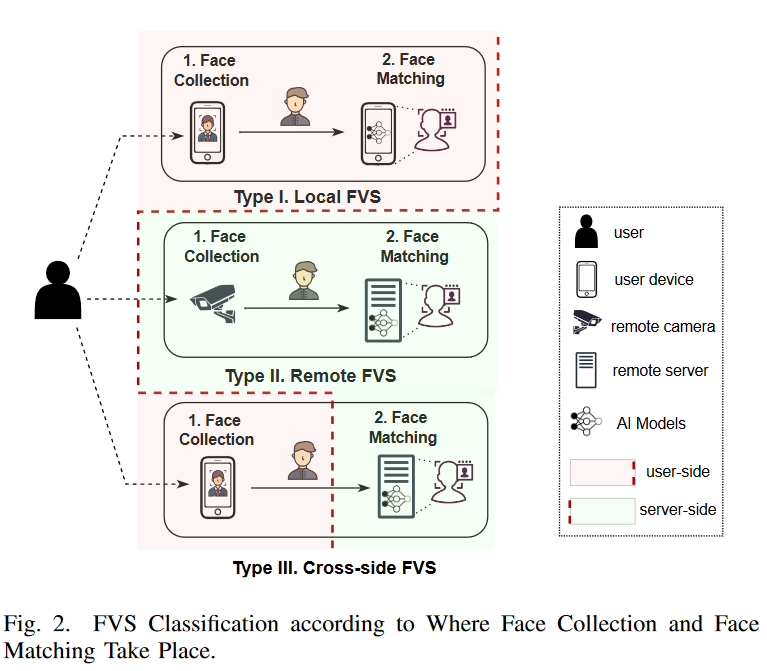 1. Face
Collection
2. Face
Matching
Type I. Local FVS
1. Face
Collection
2. Face
Matching
Type II. Remote FVS
1. Face
Collection
2. Face
Matching
Type III. Cross-side FVS
user
user device
remote camera
remote server
AI Models
user-side
server-side
Fig. 2. FVS Classification according to Where Face Collection and Face
Matching Take Place.